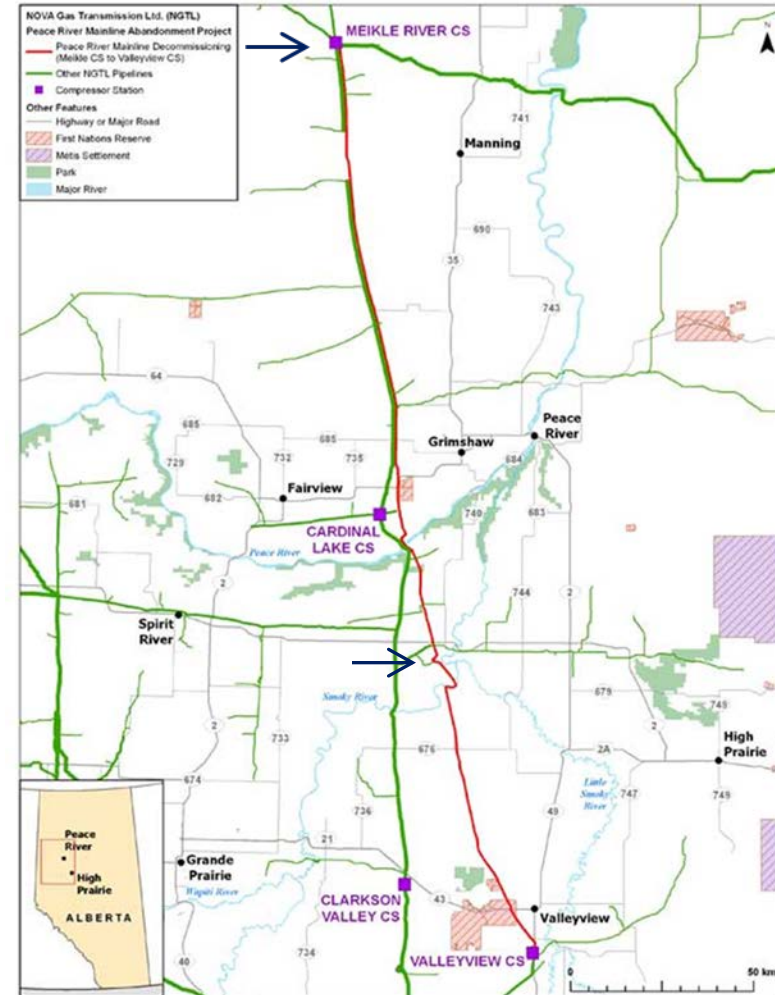 NOVA Gas Transmission Ltd. (NGTL)
Peace River Mainline Abandonment Project
Peace River Mainline Decommissioning
(Meikle CS to Valleyview CS)
Other NGTL Pipelines
Compressor Station
Other Features
Highway or Major Road
First Nations Reserve
Metis Settlement
Park
Major River
MEIKLE RIVER CS
N
741
Manning
690
35
743
64
Peace
River
685
685
Grimshaw
684
729
732
735
Fairview
682
681
740
683
CARDINAL
LAKE CS
Peace River
2
744
2
Spirit
River
Smoky River
679
2
749
733
676
2A
High
Prairie
2
674
Little
Smoky
River
747
749
736
49
21
Grande
Prairie
Wapiti River
CLARKSON
VALLEY CS
43
Valleyview
VALLEYVIEW CS
734
40
0
50 km
Peace
River
High
Prairie
ALBERTA